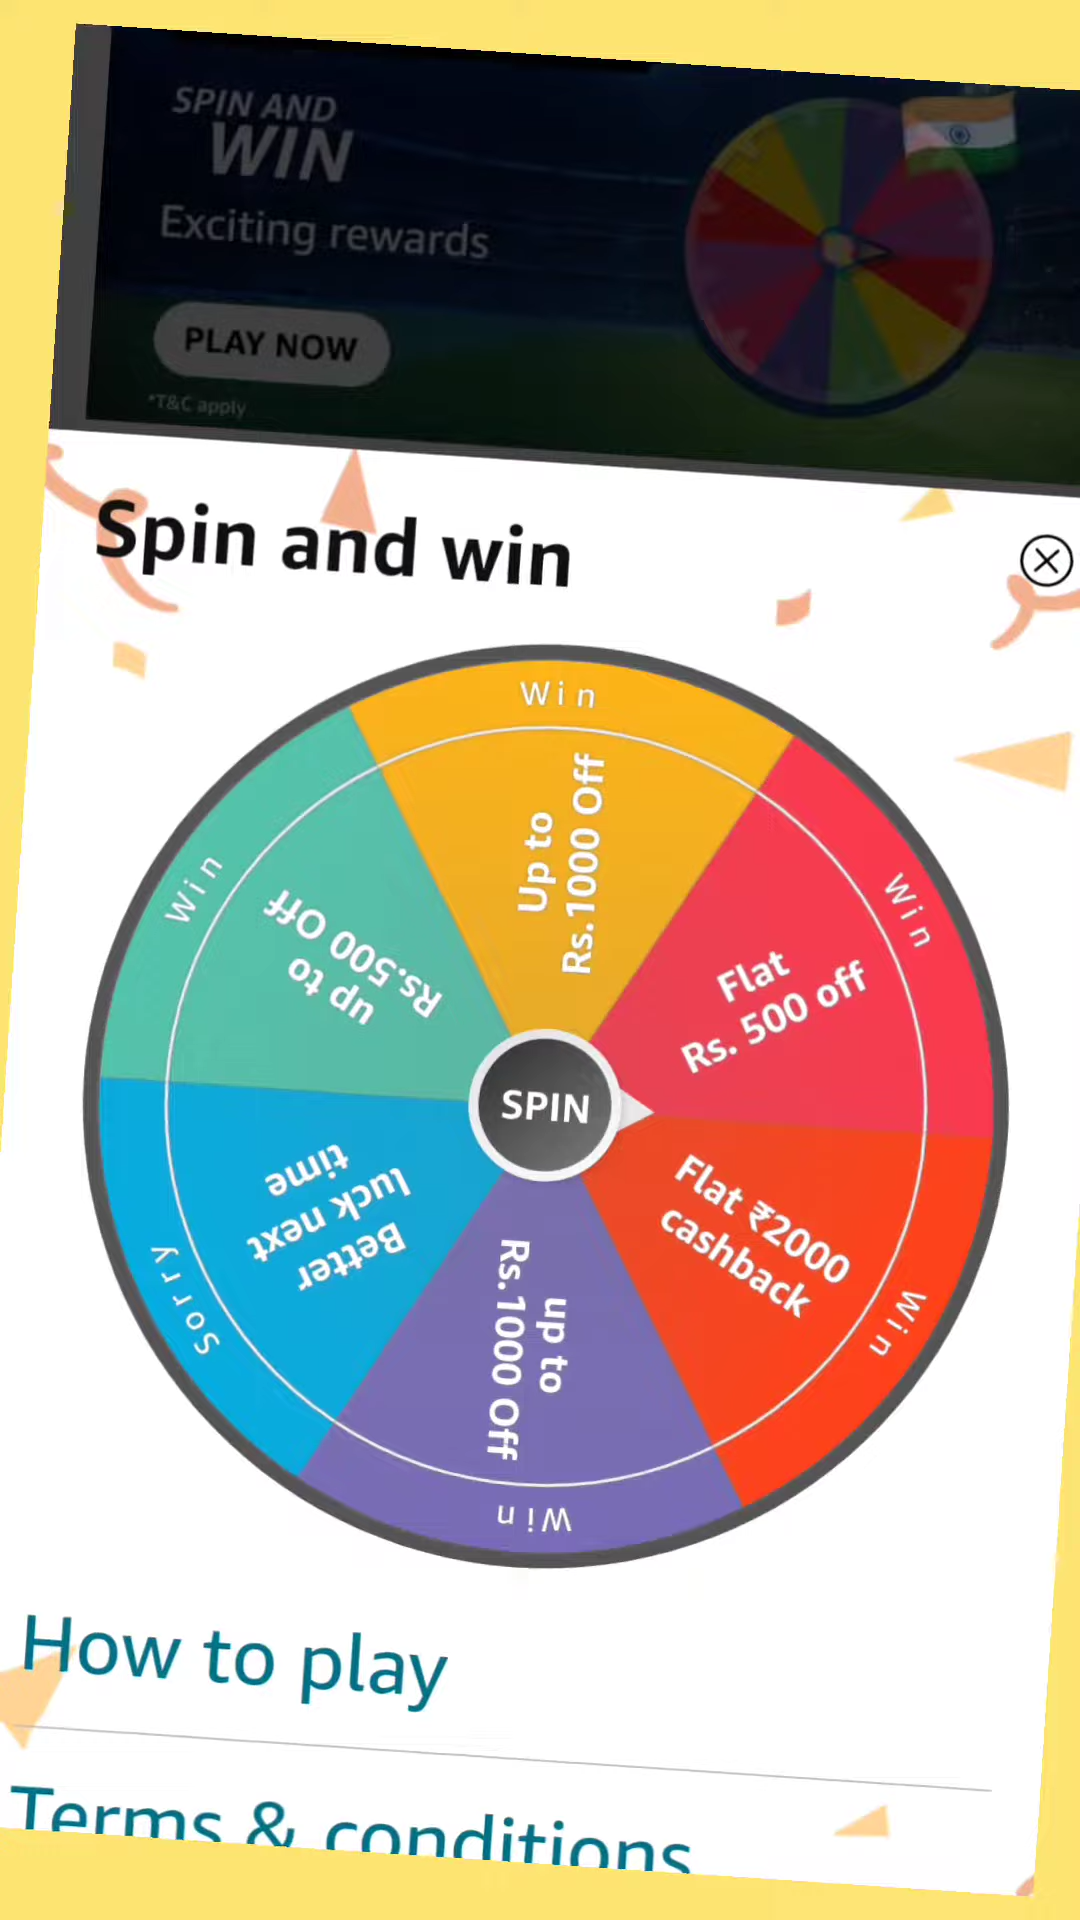 SPIN AND
WIN
Exciting rewards
PLAY NOW
*T&C apply
Spin and win
Win
Up to
Rs.1000 Off
Win
Flat
Rs. 500 off
Win
Flat ₹2000
cashback
Win
up to
Rs.1000 Off
Sorry
Better
luck next
time
Win
up to
Rs.500 Off
SPIN
How to play
Terms & conditions